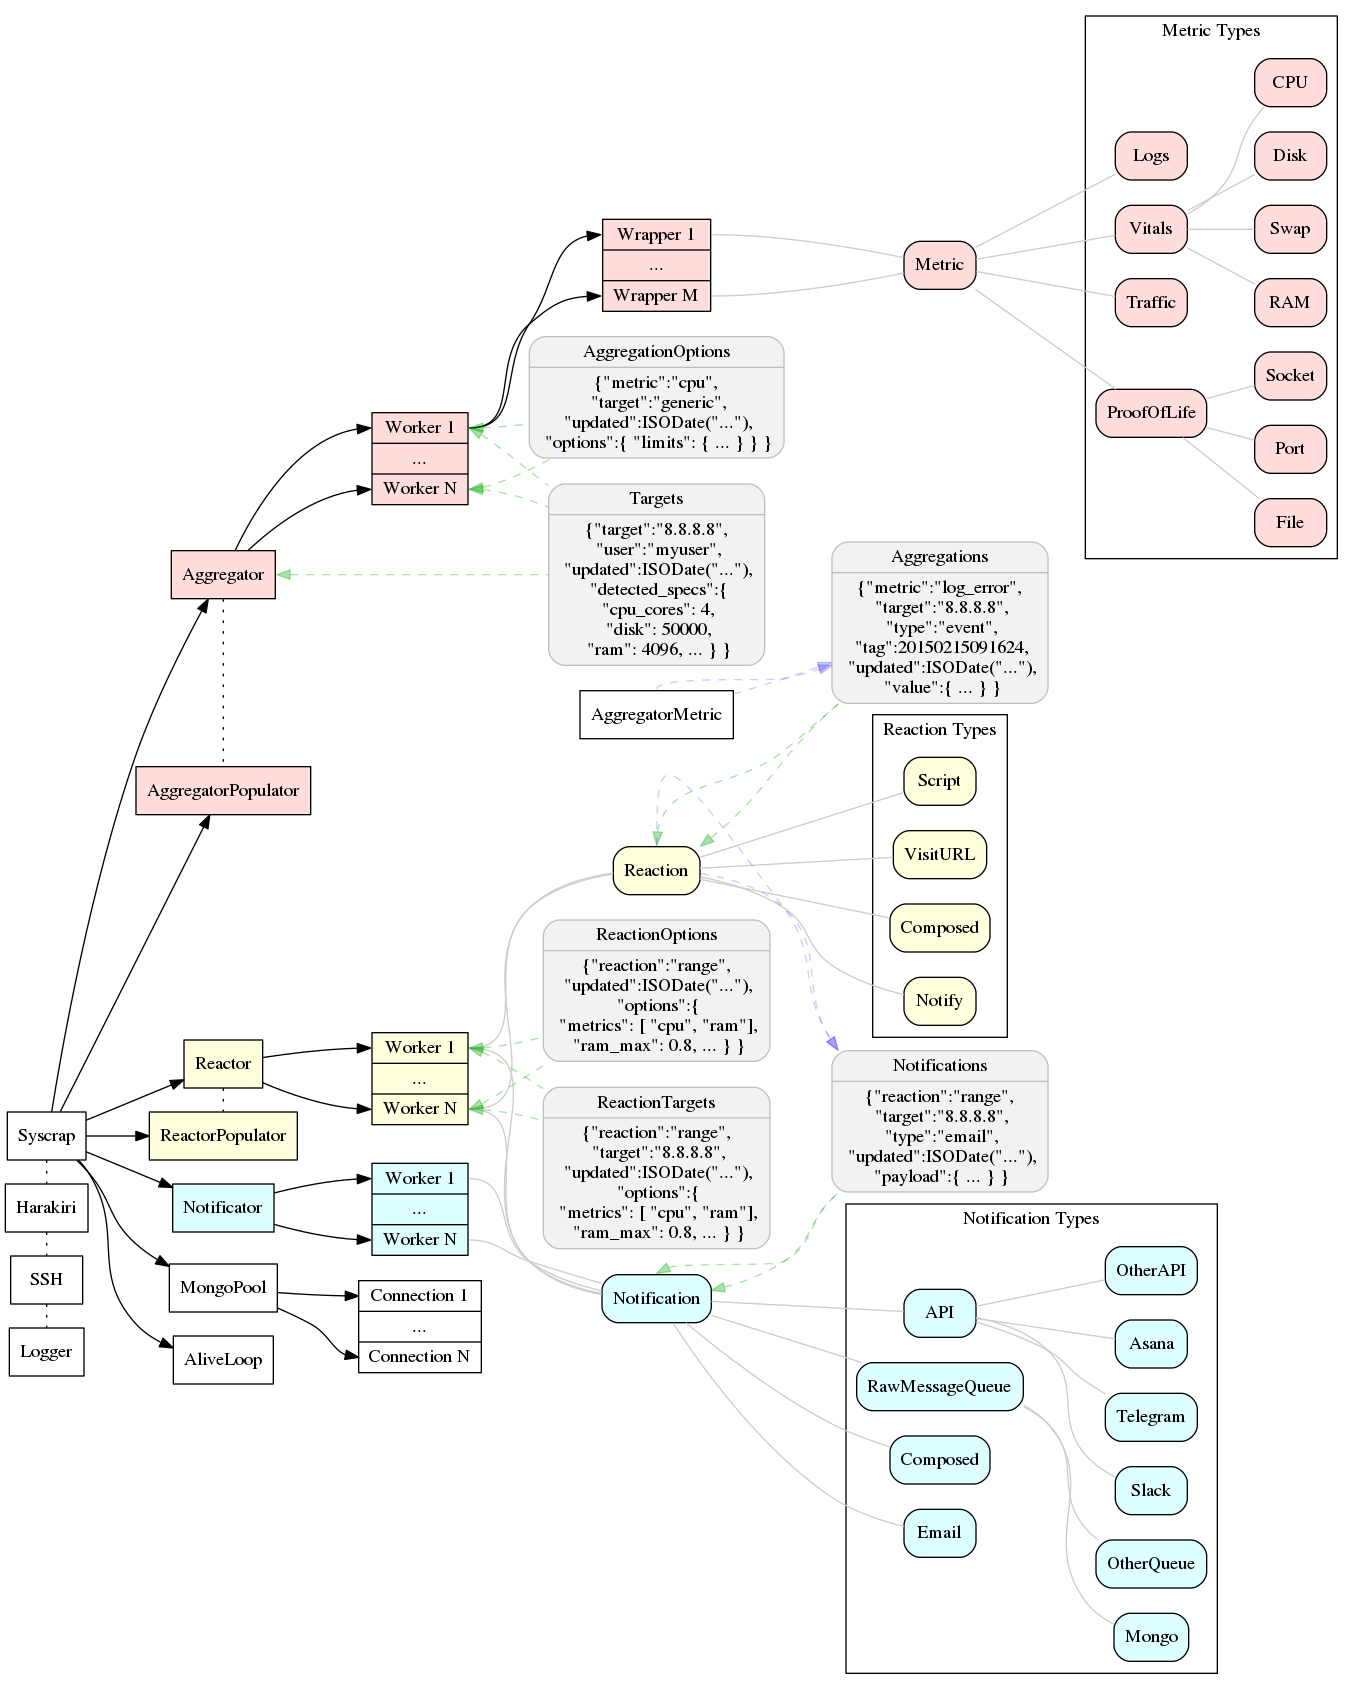 Metric Types
CPU
Logs
Disk
Vitals
Swap
Traffic
RAM
Socket
ProofOfLife
Port
File
Wrapper 1
...
Wrapper M
Metric
AggregationOptions
{"metric":"cpu",
"target":"generic",
"updated":ISODate("..."),
"options":{ "limits": { ... } } }
Worker 1
...
Worker N
Targets
{"target":"8.8.8.8",
"user":"myuser",
"updated":ISODate("..."),
"detected_specs":{
"cpu_cores": 4,
"disk": 50000,
"ram": 4096, ... } }
Aggregator
Aggregations
{"metric":"log_error",
"target":"8.8.8.8",
"type":"event",
"tag":20150215091624,
"updated":ISODate("..."),
"value":{ ... } }
AggregatorMetric
AggregatorPopulator
Reaction Types
Script
VisitURL
Composed
Notify
Reaction
ReactionOptions
{"reaction":"range",
"updated":ISODate("..."),
"options":{
"metrics": [ "cpu", "ram"],
"ram_max": 0.8, ... } }
Reactor
Worker 1
...
Worker N
ReactorPopulator
Syscrap
ReactionTargets
{"reaction":"range",
"target":"8.8.8.8",
"updated":ISODate("..."),
"options":{
"metrics": [ "cpu", "ram"],
"ram_max": 0.8, ... } }
Notifications
{"reaction":"range",
"target":"8.8.8.8",
"type":"email",
"updated":ISODate("..."),
"payload":{ ... } }
Harakiri
Notificator
Worker 1
...
Worker N
SSH
MongoPool
Connection 1
...
Connection N
Logger
AliveLoop
Notification
Notification Types
OtherAPI
API
Asana
RawMessageQueue
Telegram
Composed
Slack
Email
OtherQueue
Mongo